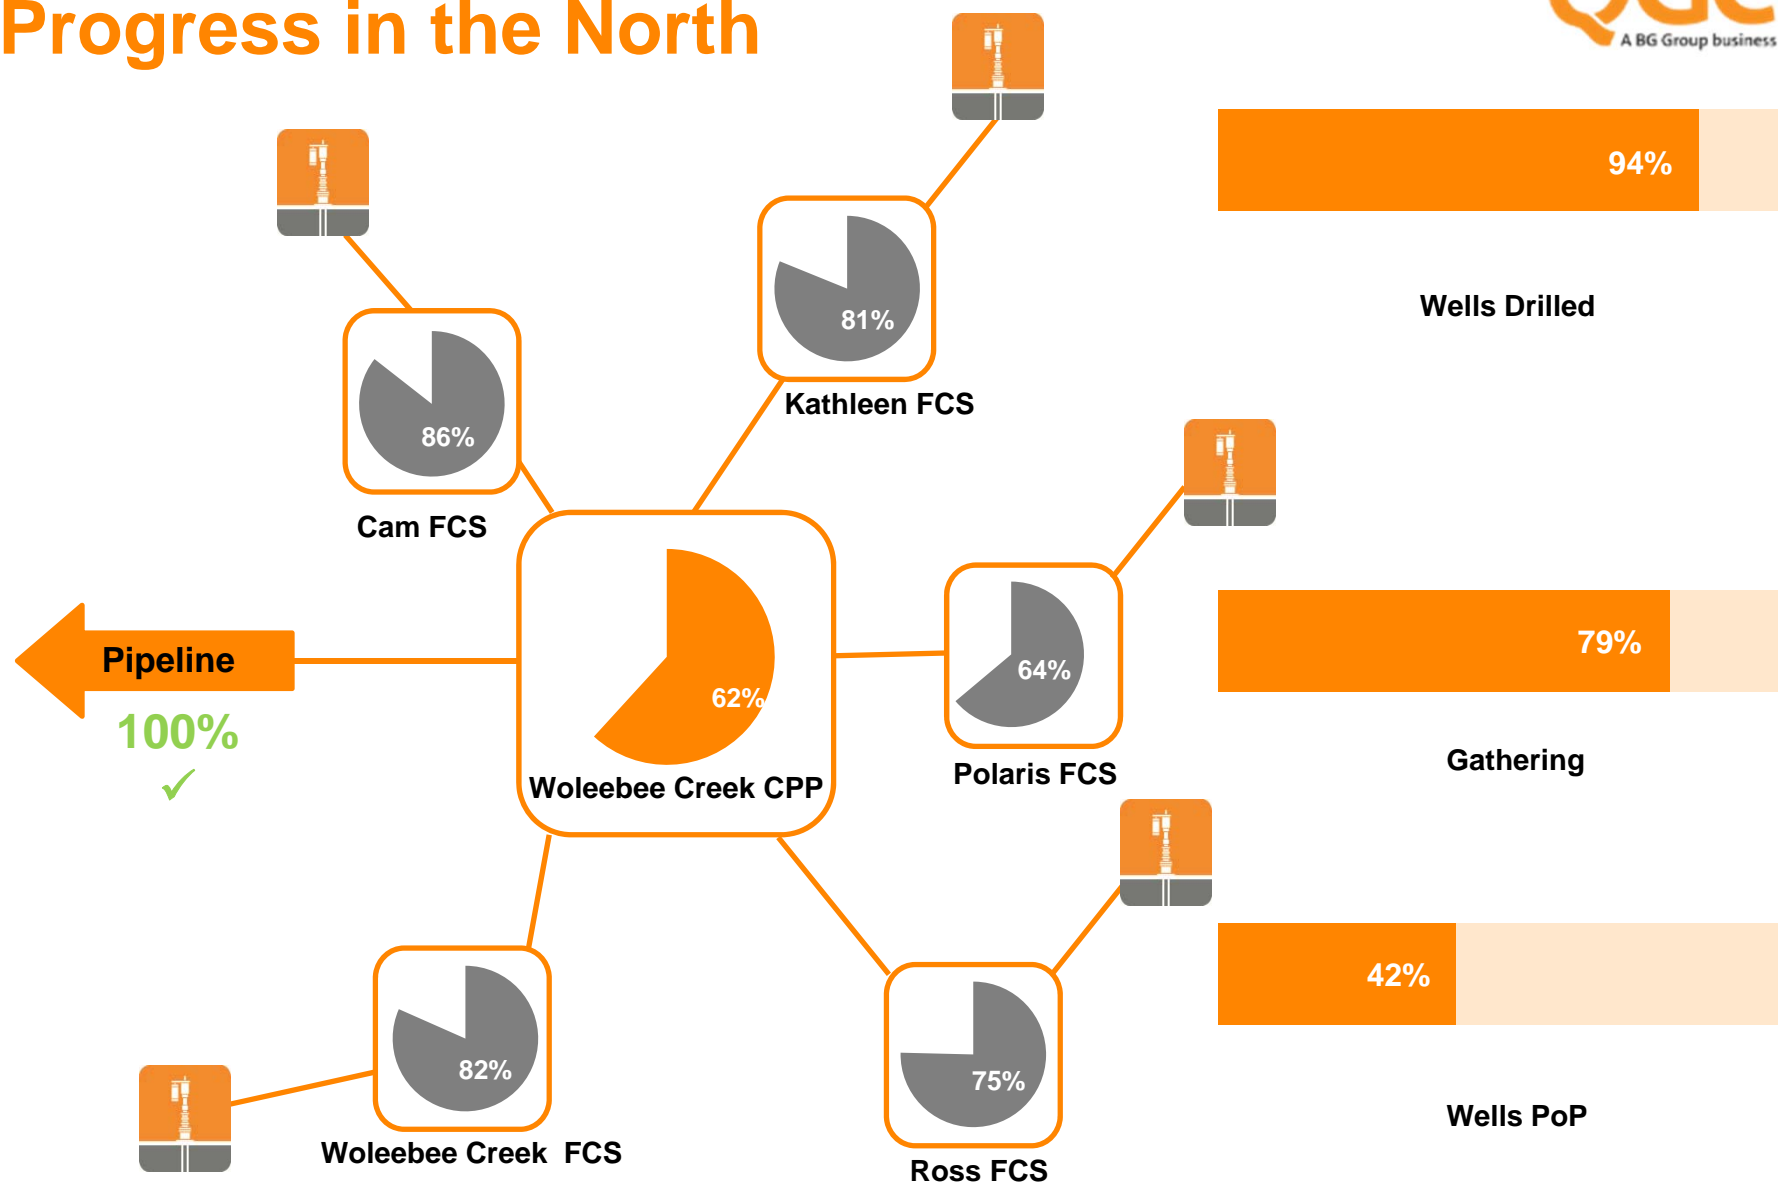 Progress in the North
QGC
A BG Group business
94%
Wells Drilled
81%
Kathleen FCS
86%
Cam FCS
Pipeline
100%
62%
Woleebee Creek CPP
64%
Polaris FCS
79%
Gathering
42%
Wells PoP
82%
Woleebee Creek  FCS
75%
Ross FCS